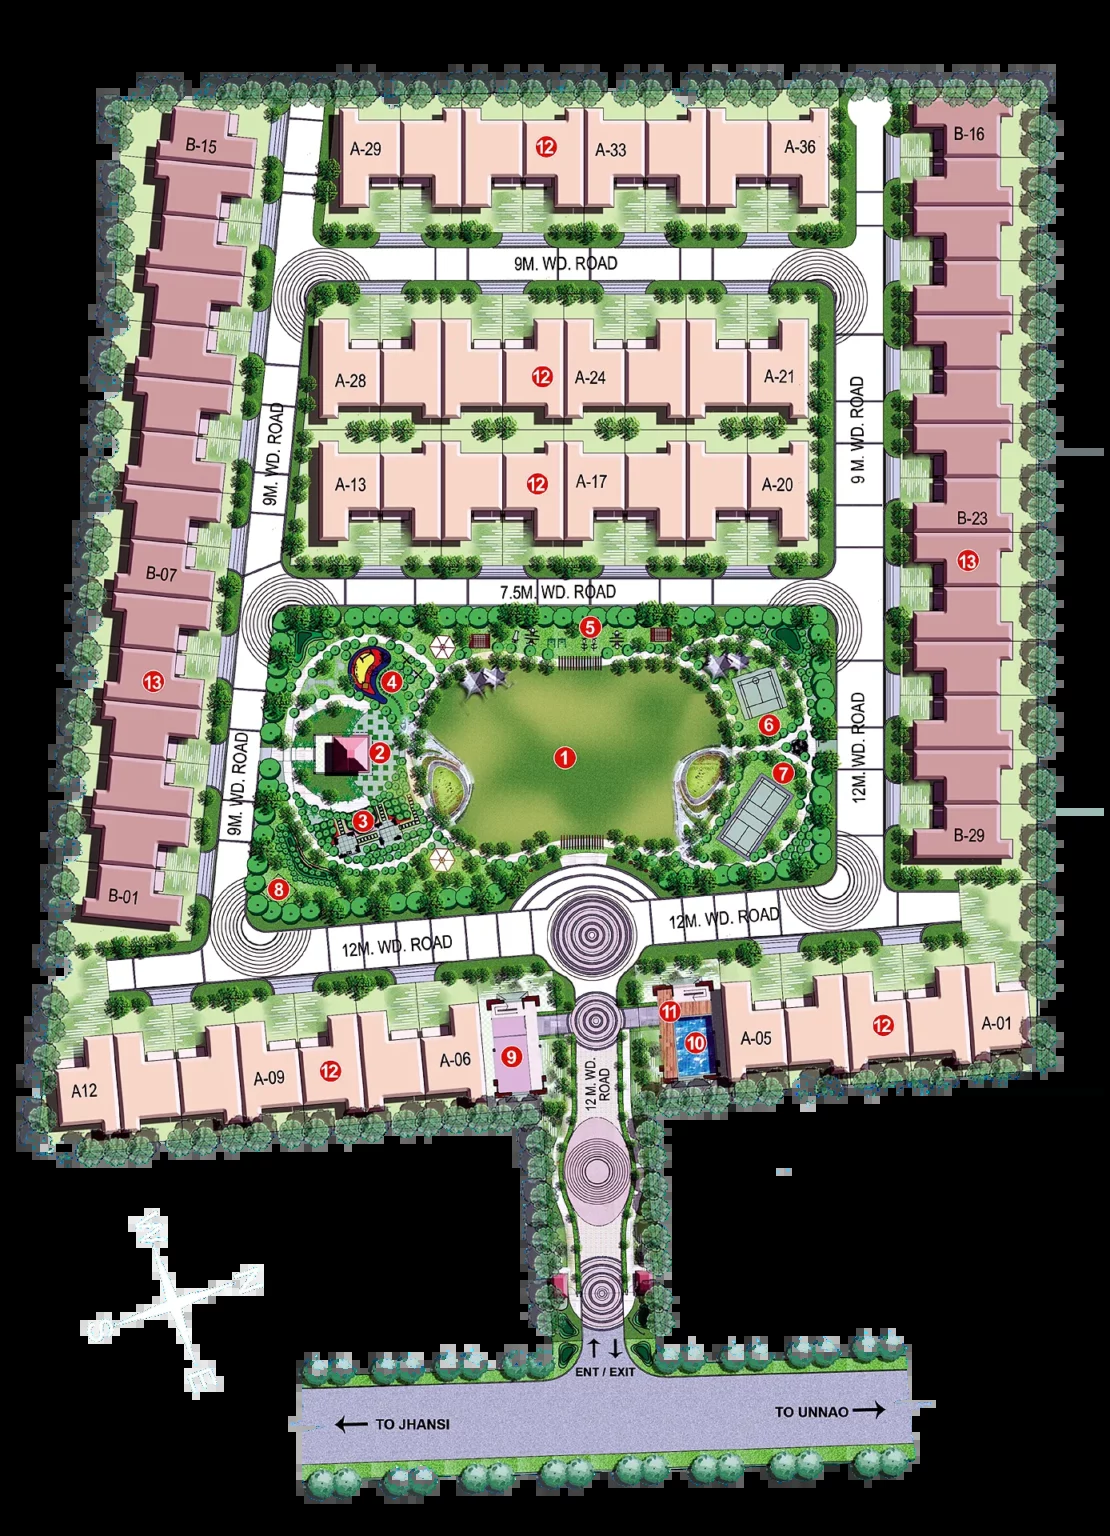 B-15
A-29
12
A-33
A-36
B-16
9M. WD. ROAD
A-28
12
A-24
A-21
9M. WD. ROAD
9 M. WD. ROAD
A-13
12
A-17
A-20
B-23
13
B-07
7.5M. WD. ROAD
5
13
4
6
2
1
7
9M. WD. ROAD
12M. WD. ROAD
3
B-29
8
B-01
12M. WD. ROAD
12M. WD. ROAD
11
A12
A-09
12
A-06
9
10
A-05
12
A-01
12 M. WD.
ROAD
W
N
S
E
ENT / EXIT
TO JHANSI
TO UNNAO